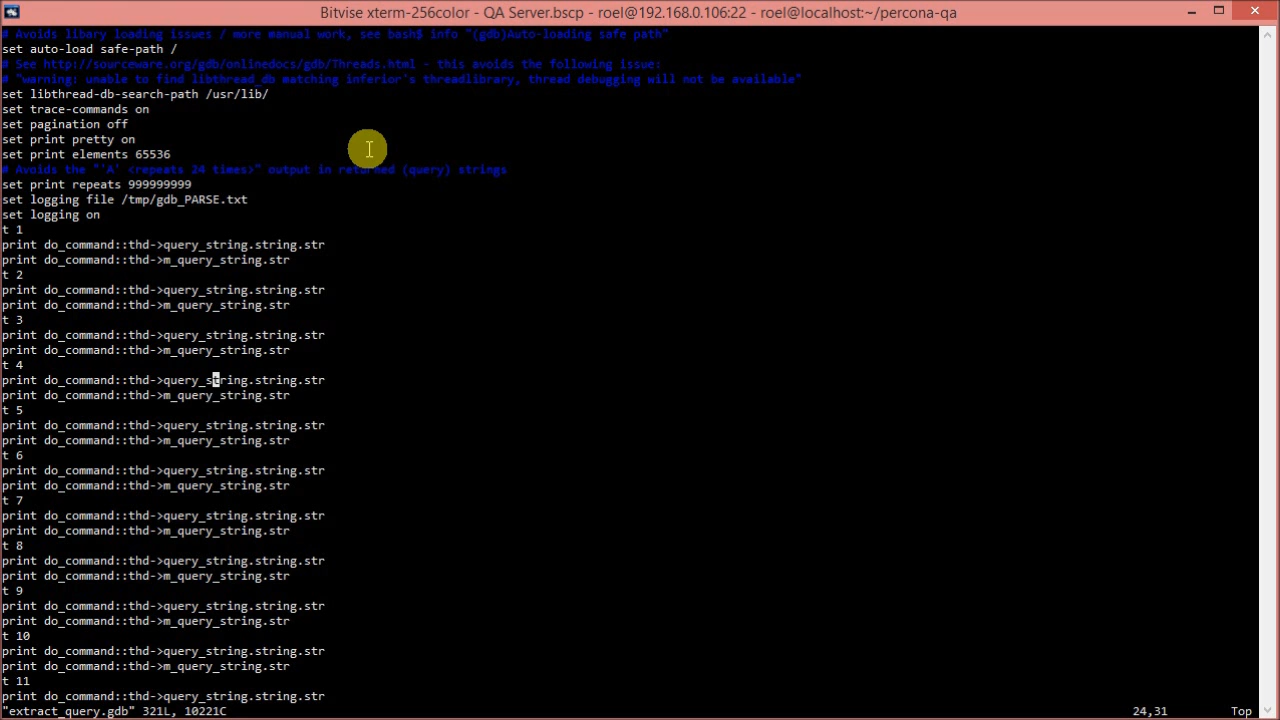 Bitvise xterm-256color - QA Server.bscp - roel@192.168.0.106:22 - roel@localhost:~/percona-qa
# Avoids libary loading issues / more manual work, see bash$ info "(gdb)Auto-loading safe path"
set auto-load safe-path /
# See http://sourceware.org/gdb/onlinedocs/gdb/Threads.html - this avoids the following issue:
# "warning: unable to find libthread_db matching inferior's threadlibrary, thread debugging will not be available"
set libthread-db-search-path /usr/lib/
set trace-commands on
set pagination off
set print pretty on
set print elements 65536
# Avoids the "'A' <repeats 24 times>" output in returned (query) strings
set print repeats 999999999
set logging file /tmp/gdb_PARSE.txt
set logging on
t 1
print do_command::thd->query_string.string.str
print do_command::thd->m_query_string.str
t 2
print do_command::thd->query_string.string.str
print do_command::thd->m_query_string.str
t 3
print do_command::thd->query_string.string.str
print do_command::thd->m_query_string.str
t 4
print do_command::thd->query_string.string.str
print do_command::thd->m_query_string.str
t 5
print do_command::thd->query_string.string.str
print do_command::thd->m_query_string.str
t 6
print do_command::thd->query_string.string.str
print do_command::thd->m_query_string.str
t 7
print do_command::thd->query_string.string.str
print do_command::thd->m_query_string.str
t 8
print do_command::thd->query_string.string.str
print do_command::thd->m_query_string.str
t 9
print do_command::thd->query_string.string.str
print do_command::thd->m_query_string.str
t 10
print do_command::thd->query_string.string.str
print do_command::thd->m_query_string.str
t 11
print do_command::thd->query_string.string.str
"extract_query.gdb" 321L, 10221C 24,31 Top